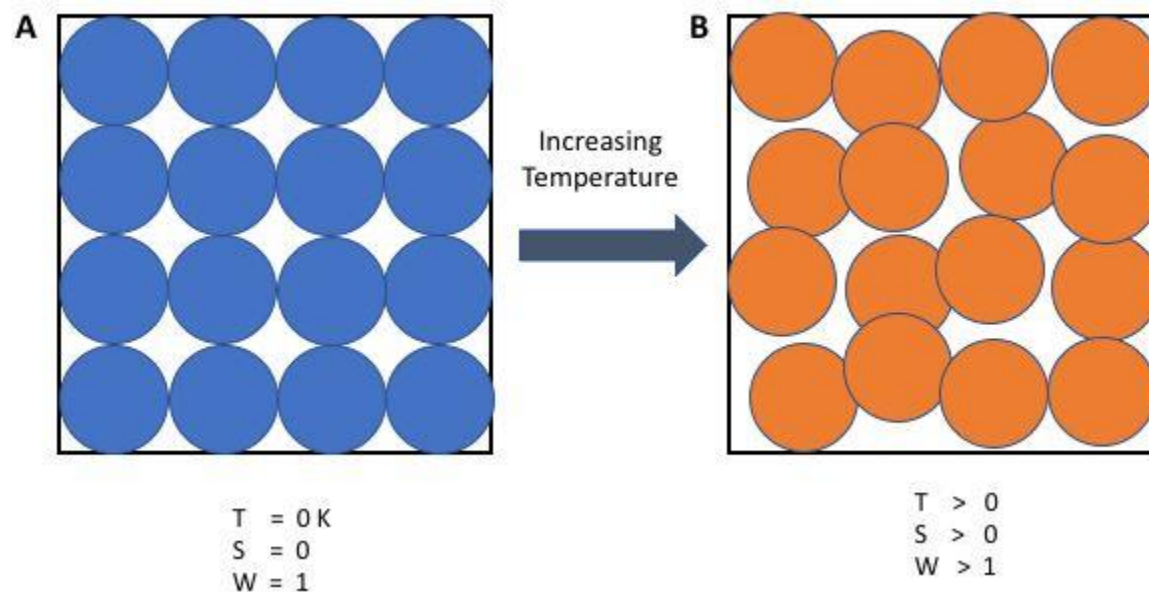 A
B
Increasing
Temperature
T = 0 K
S = 0
W = 1
T > 0
S > 0
W > 1